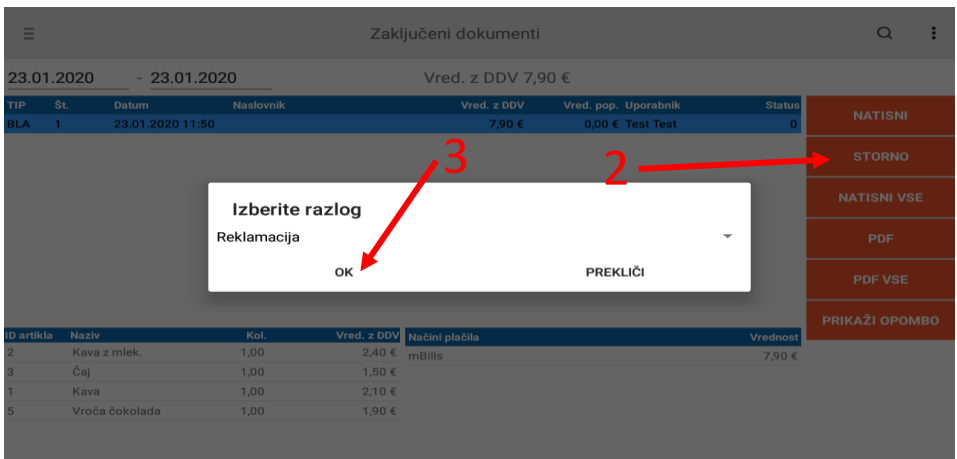 Zaključeni dokumenti
23.01.2020 - 23.01.2020 Vred. z DDV 7,90 €
TIP Št. Datum Naslovnik Vred. z DDV Vred. pop. Uporabnik Status
BLA 1 23.01.2020 11:50 7,90 € 0,00 € Test Test 0
NATISNI
STORNO
NATISNI VSE
PDF
PDF VSE
PRIKAŽI OPOMBO
3
2
Izberite razlog
Reklamacija
OK PREKLIČI
ID artikla Naziv Kol. Vred. z DDV
2 Kava z mlek. 1,00 2,40 €
3 Čaj 1,00 1,50 €
1 Kava 1,00 2,10 €
5 Vroča čokolada 1,00 1,90 €
Načini plačila Vrednost
mBills 7,90 €